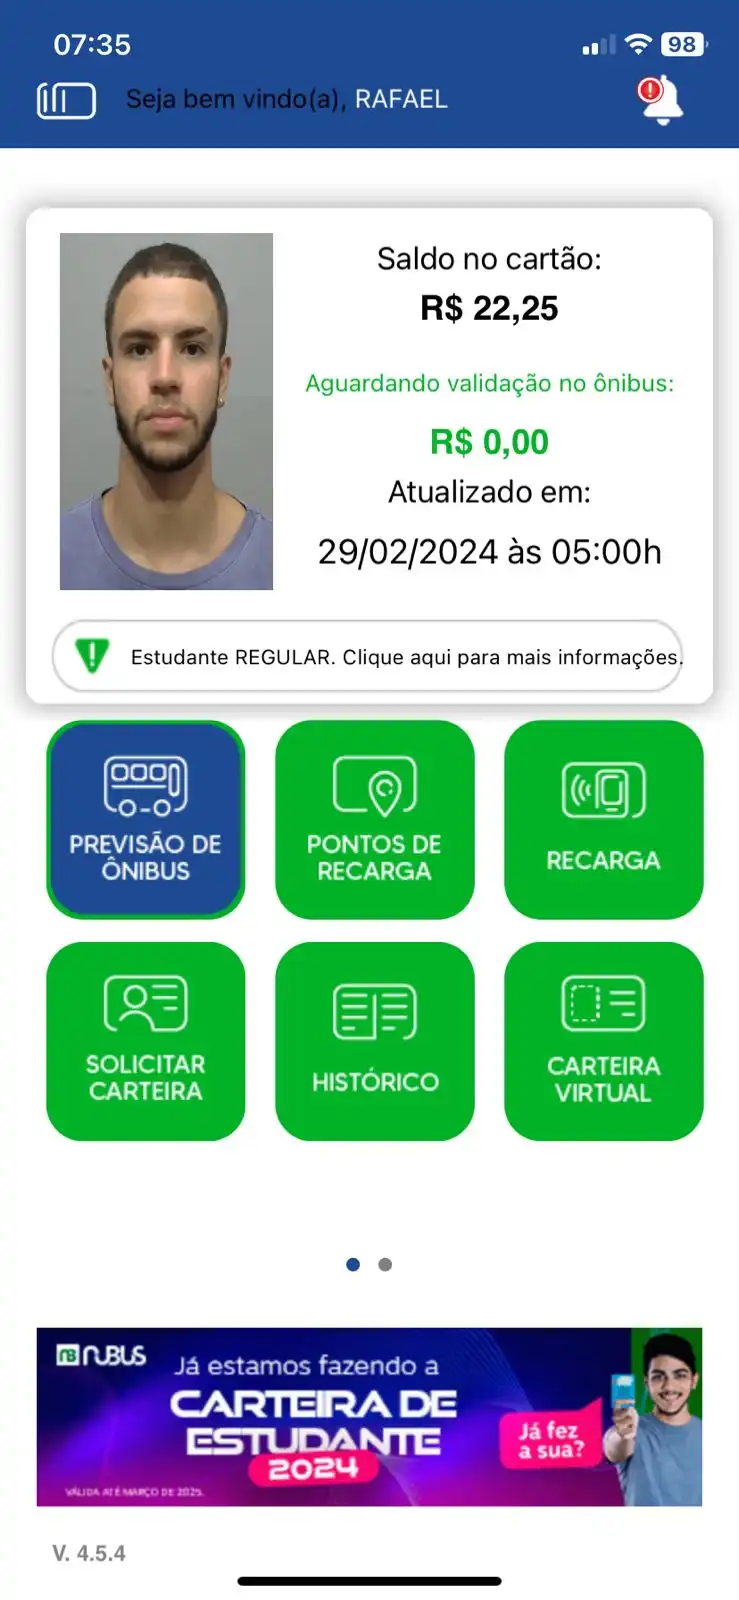 07:35
98
Seja bem vindo(a), RAFAEL
Saldo no cartão:
R$ 22,25
Aguardando validação no ônibus:
R$ 0,00
Atualizado em:
29/02/2024 às 05:00h
Estudante REGULAR. Clique aqui para mais informações.
PREVISÃO DE
ÔNIBUS
PONTOS DE
RECARGA
RECARGA
SOLICITAR
CARTEIRA
HISTÓRICO
CARTEIRA
VIRTUAL
NUBUS
Já estamos fazendo a
CARTEIRA DE
ESTUDANTE
2024
Já fez
a sua?
VÁLIDA ATÉ MARÇO DE 2025.
V. 4.5.4